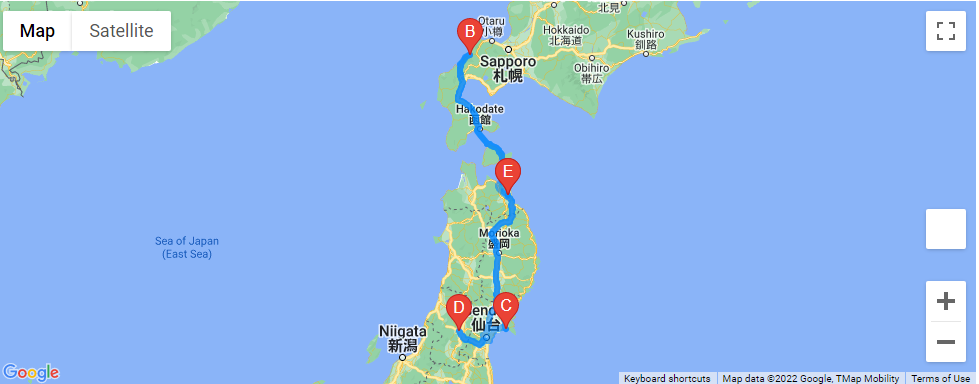 Map
Satellite
B
Otaru
小樽
Hokkaido
北海道
北見
Kushiro
釧路
Sapporo
札幌
Obihiro
帯広
Hakodate
函館
E
Morioka
盛岡
Sea of Japan
(East Sea)
D
C
仙台
Niigata
新潟
Google
Keyboard shortcuts
Map data ©2022 Google, TMap Mobility
Terms of Use